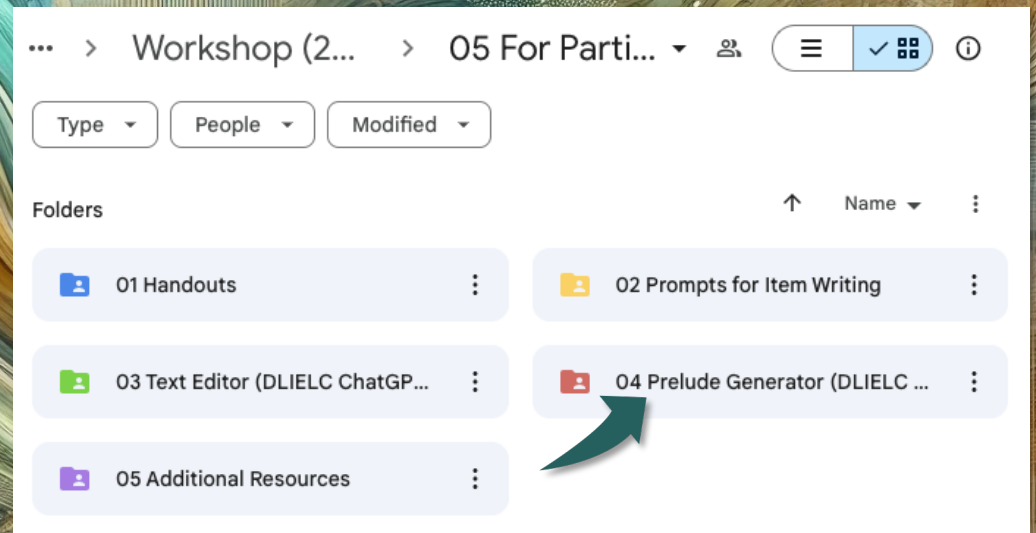 ... > Workshop (2... > 05 For Parti...
Type People Modified
Folders Name
01 Handouts 02 Prompts for Item Writing
03 Text Editor (DLIELC ChatGP... 04 Prelude Generator (DLIELC ...
05 Additional Resources